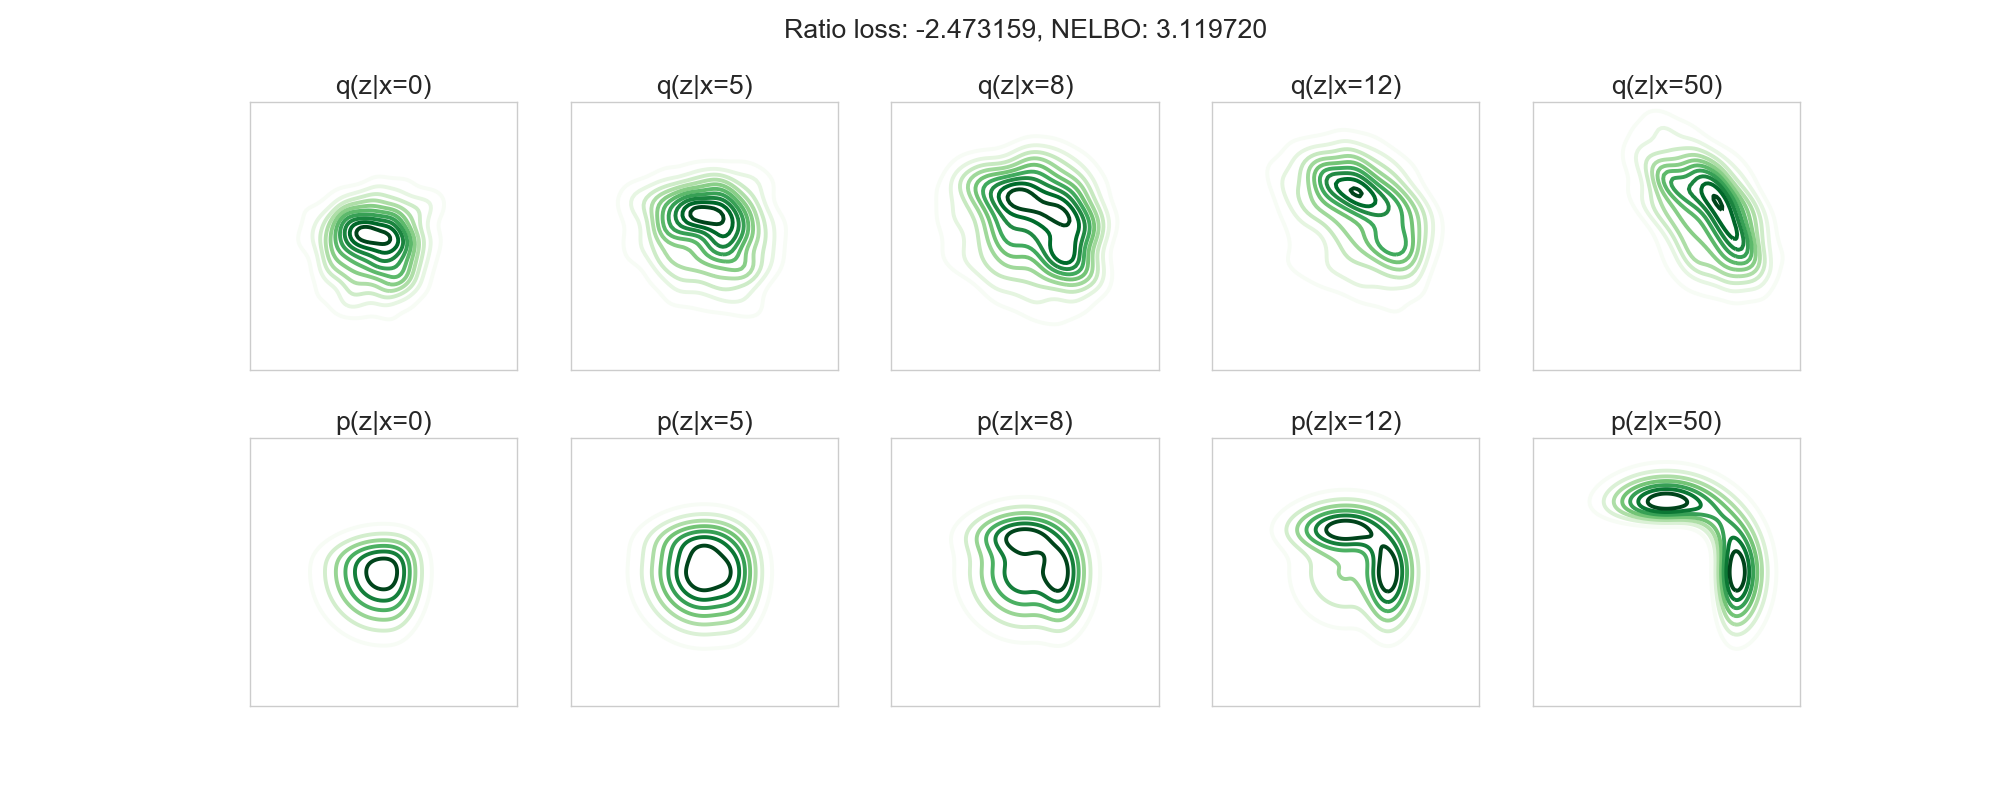 Ratio loss: -2.473159, NELBO: 3.119720
q(z|x=0) q(z|x=5) q(z|x=8) q(z|x=12) q(z|x=50)
p(z|x=0) p(z|x=5) p(z|x=8) p(z|x=12) p(z|x=50)